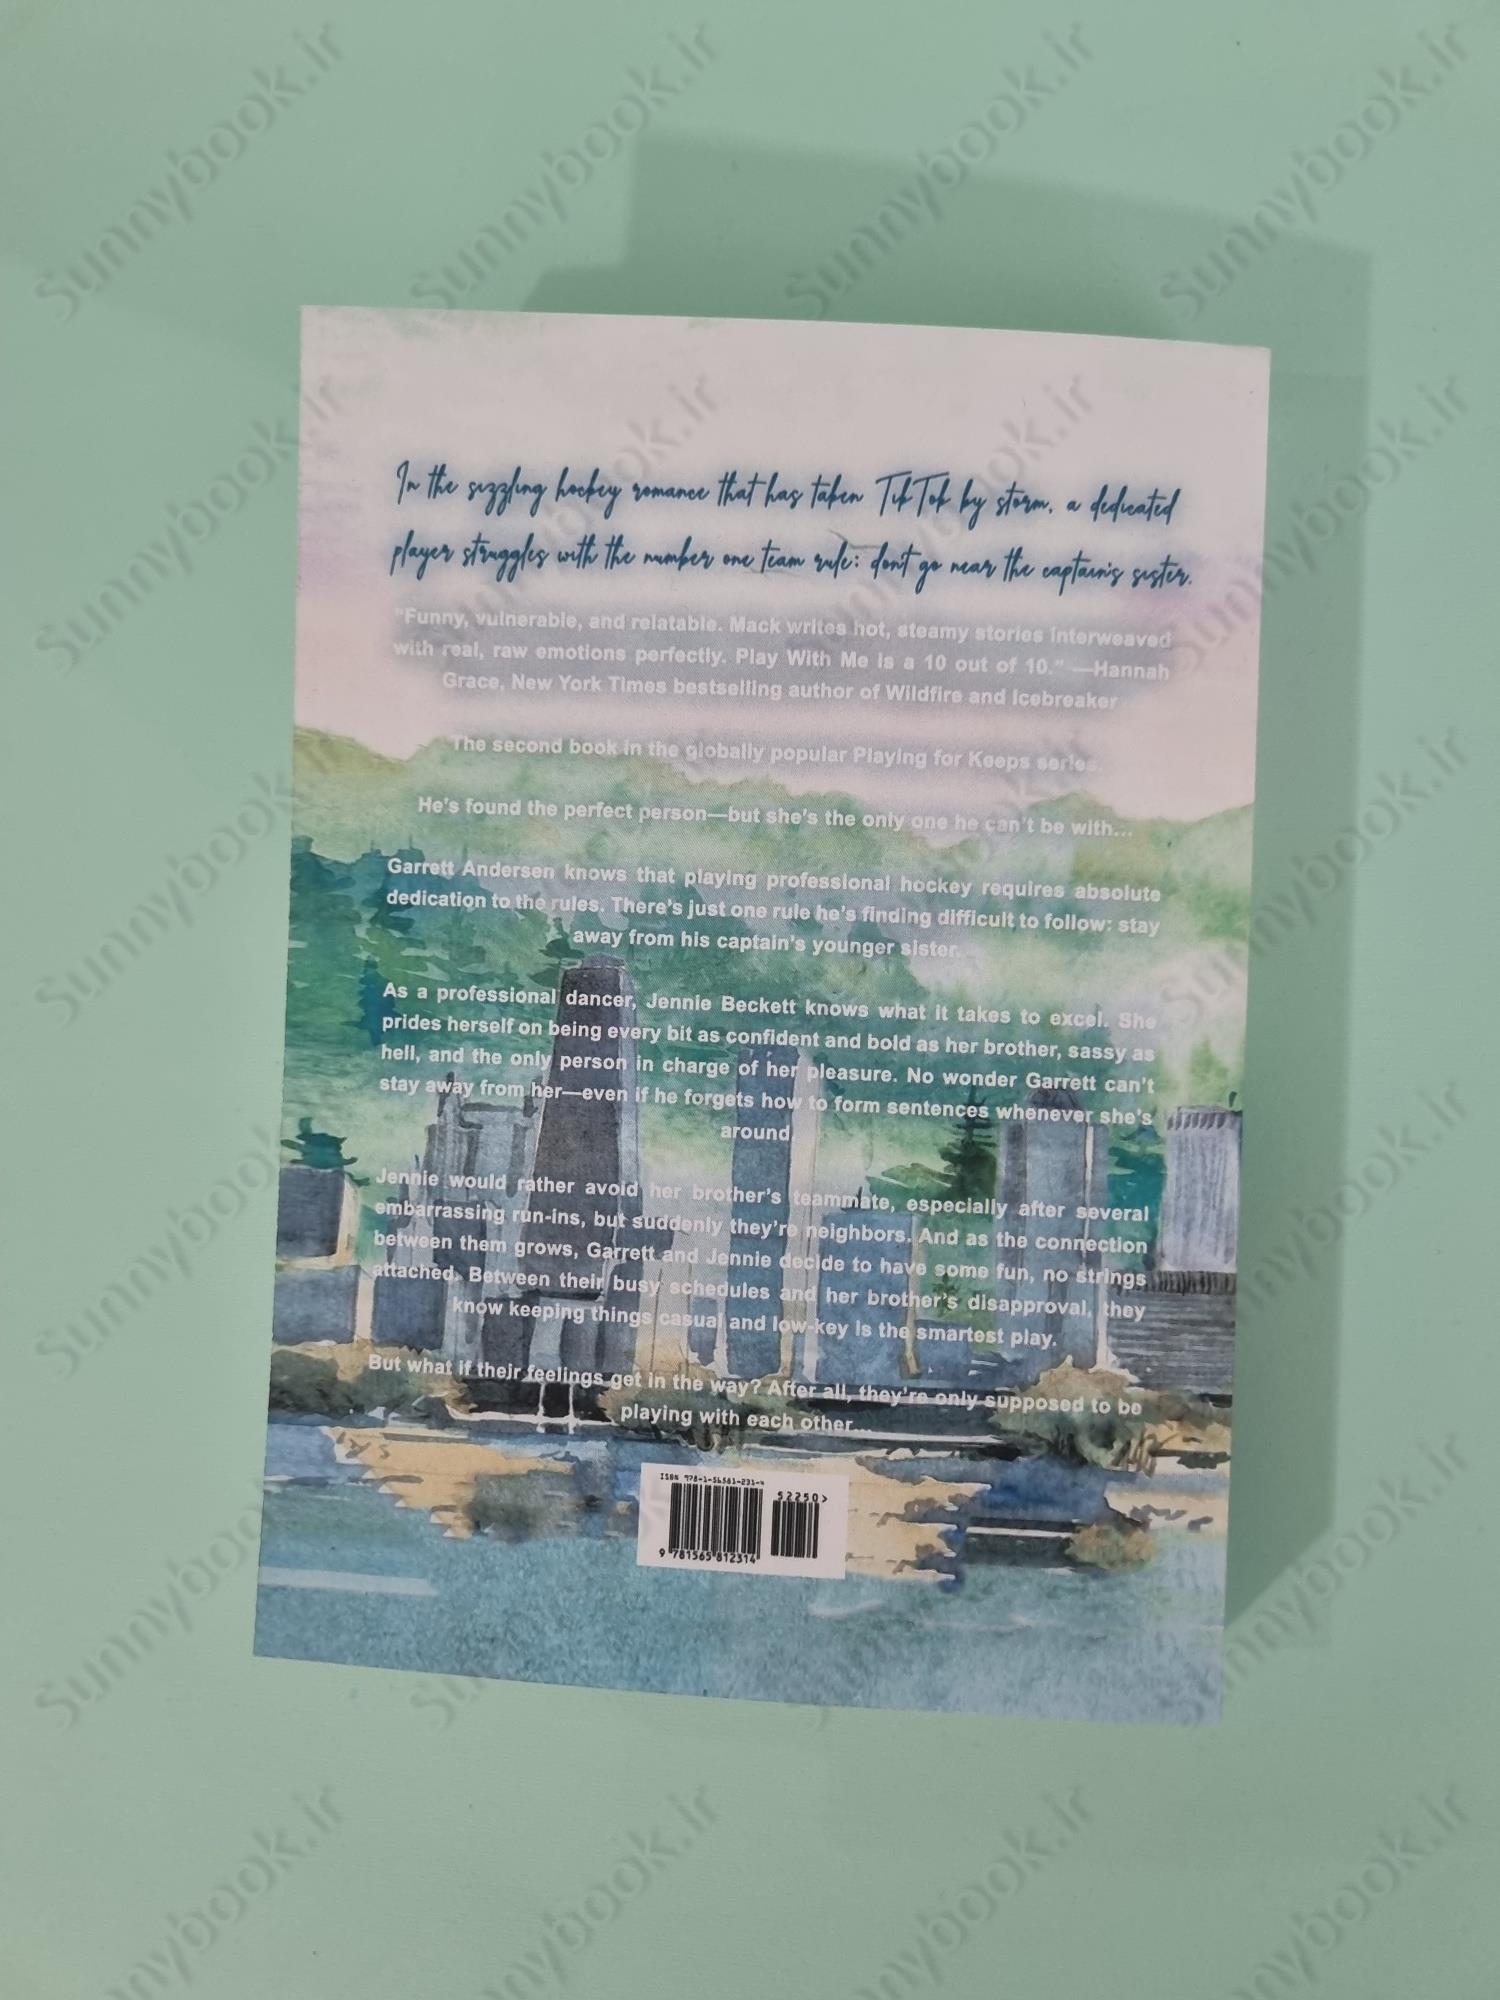 In the sizzling hockey romance that has taken TikTok by storm, a dedicated
player struggles with the number one team rule: don't go near the captain's sister.
"Funny, vulnerable, and relatable. Mack writes hot, steamy stories interweaved
with real, raw emotions perfectly. Play With Me is a 10 out of 10." —Hannah
Grace, New York Times bestselling author of Wildfire and Icebreaker
The second book in the globally popular Playing for Keeps series.
He's found the perfect person—but she's the only one he can't be with...
Garrett Andersen knows that playing professional hockey requires absolute
dedication to the rules. There's just one rule he's finding difficult to follow: stay
away from his captain's younger sister.
As a professional dancer, Jennie Beckett knows what it takes to excel. She
prides herself on being every bit as confident and bold as her brother, sassy as
hell, and the only person in charge of her pleasure. No wonder Garrett can't
stay away from her—even if he forgets how to form sentences whenever she's
around.
Jennie would rather avoid her brother's teammate, especially after several
embarrassing run-ins, but suddenly they're neighbors. And as the connection
between them grows, Garrett and Jennie decide to have some fun, no strings
attached. Between their busy schedules and her brother's disapproval, they
know keeping things casual and low-key is the smartest play.
But what if their feelings get in the way? After all, they're only supposed to be
playing with each other...
ISBN 978-1-56581-231-4
52250>
9 781565 812314
Sunnybook.ir